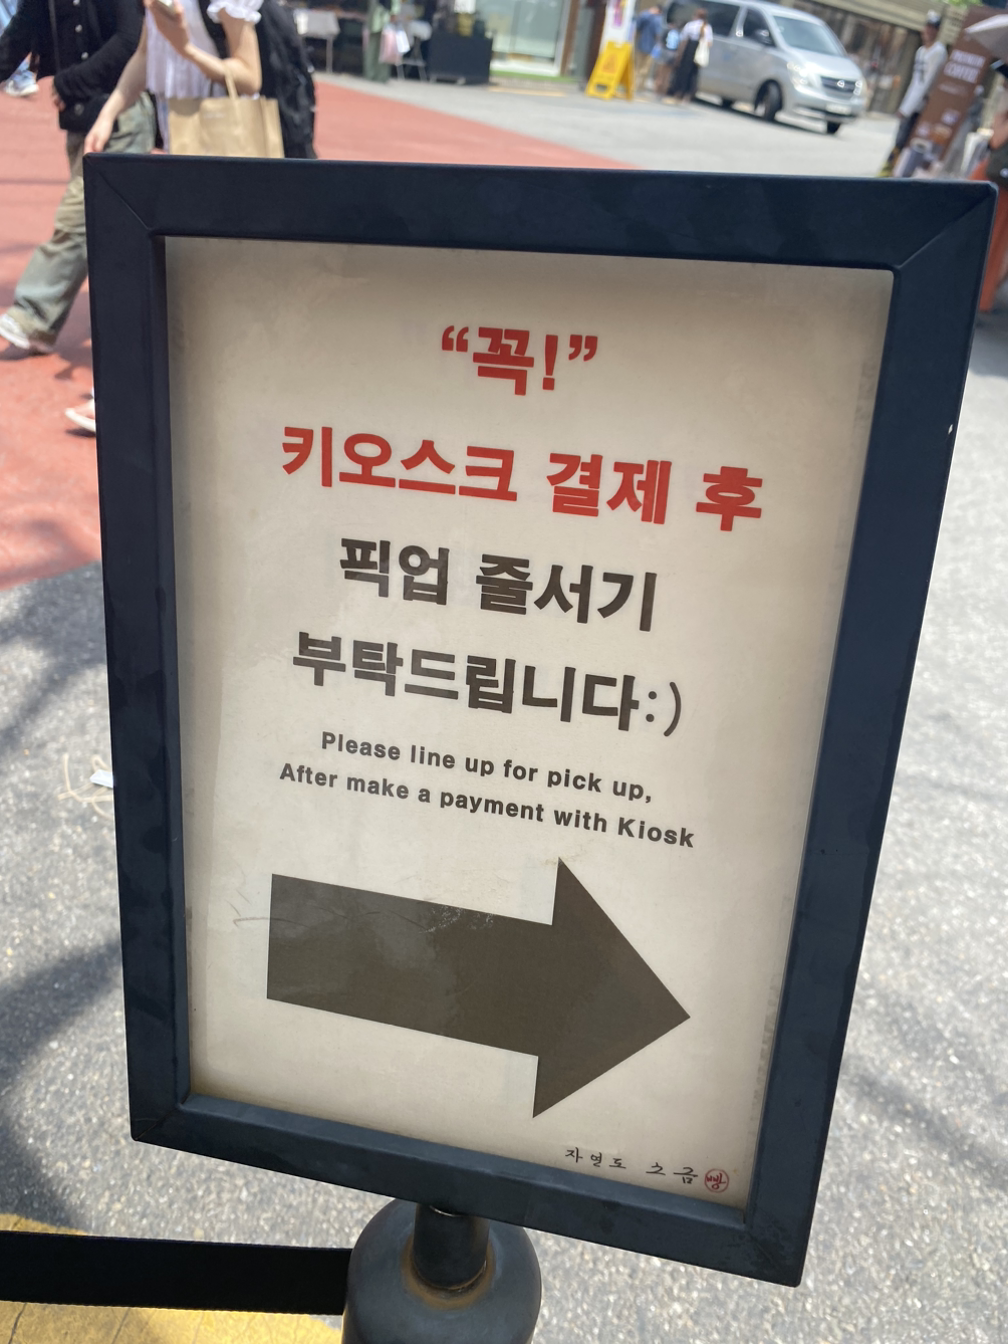 “꼭!”
키오스크 결제 후
픽업 줄서기
부탁드립니다:)
Please line up for pick up,
After make a payment with Kiosk
자연도 소금 빵